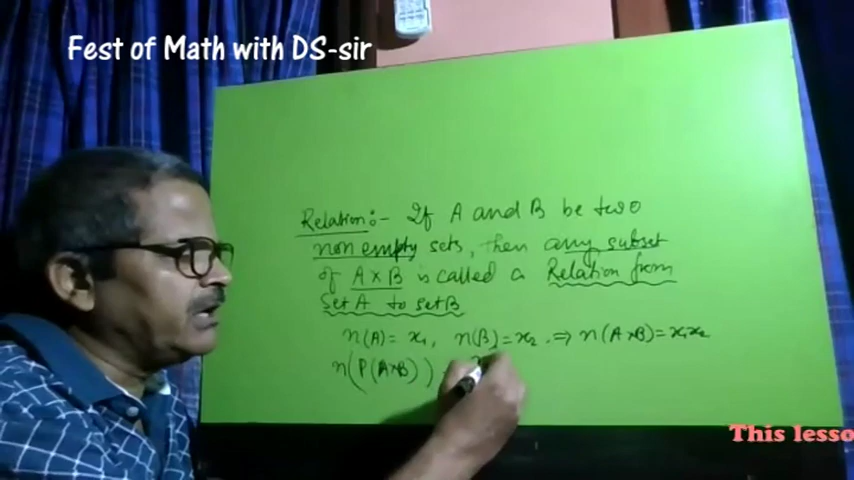 Fest of Math with DS-sir
Relation:- If A and B be two
non empty sets, then any subset
of A × B is called a Relation from
Set A to set B
n(A) = x₁, n(B) = x₂ ⇒ n(A×B) = x₁x₂
n(P(A×B))
This lesso